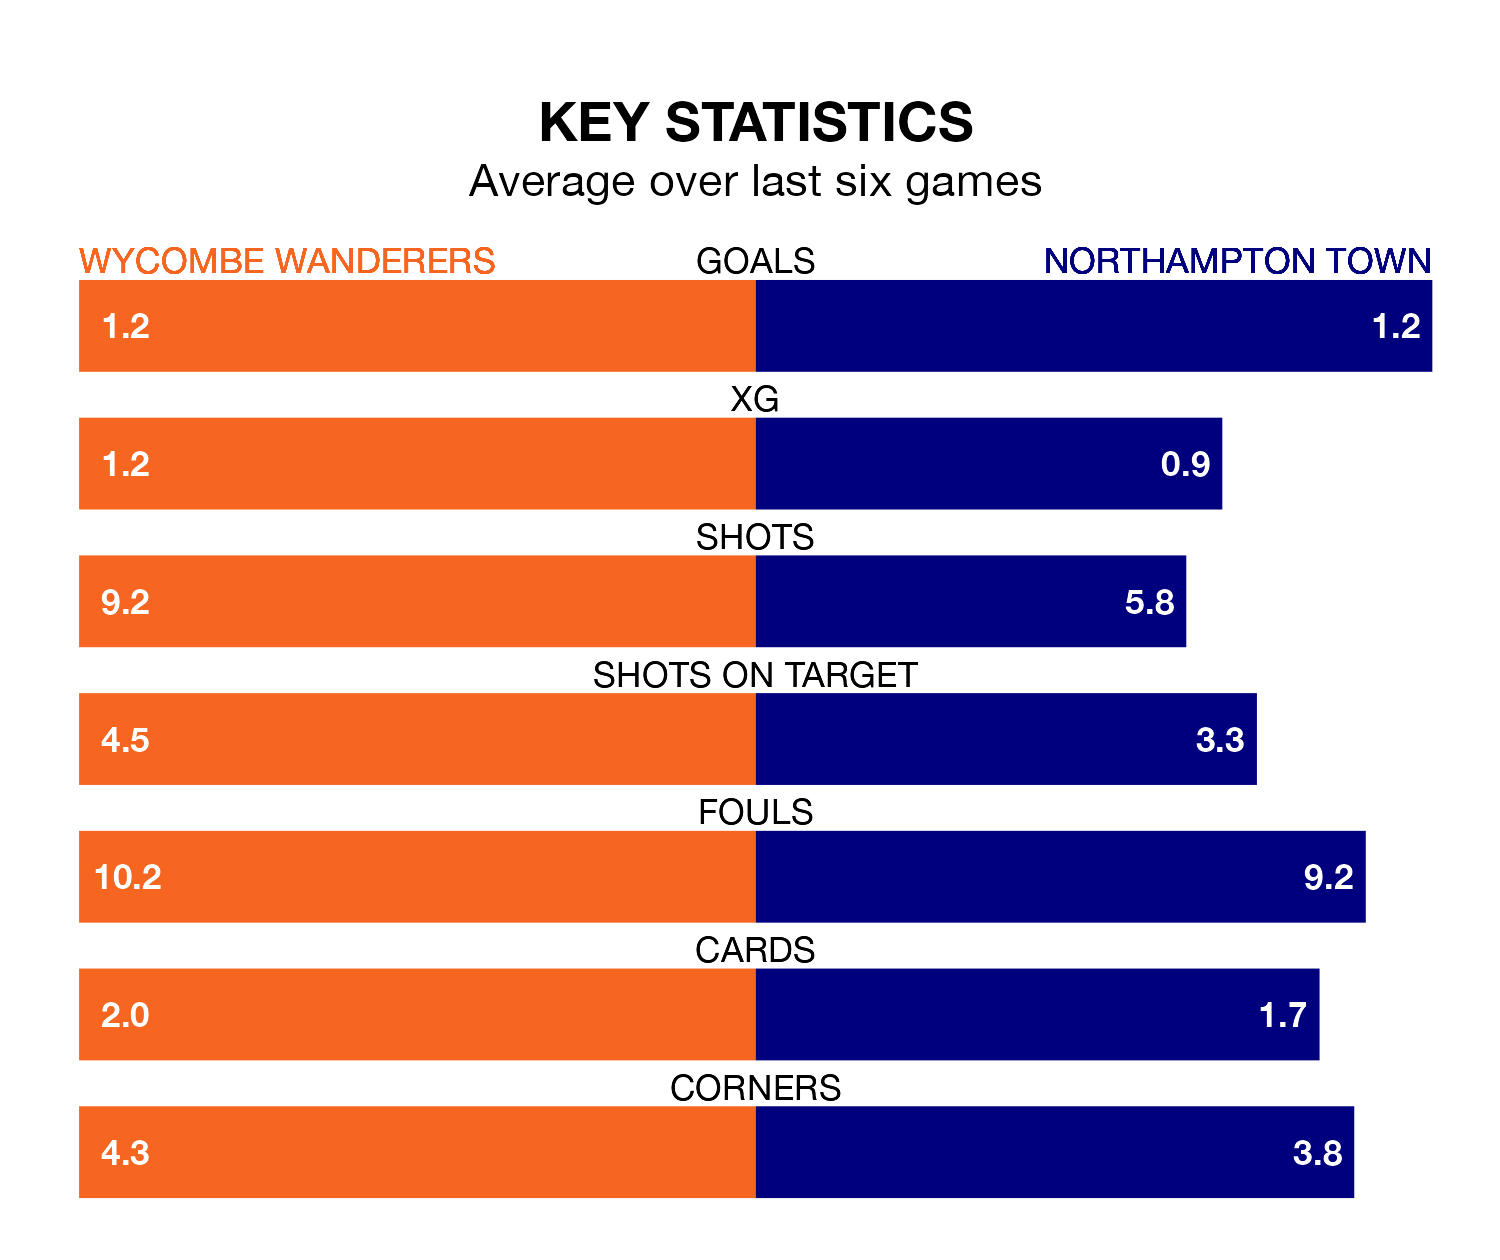 KEY STATISTICS
Average over last six games
WYCOMBE WANDERERS GOALS NORTHAMPTON TOWN
1.2 1.2
XG
1.2 0.9
SHOTS
9.2 5.8
SHOTS ON TARGET
4.5 3.3
FOULS
10.2 9.2
CARDS
2.0 1.7
CORNERS
4.3 3.8